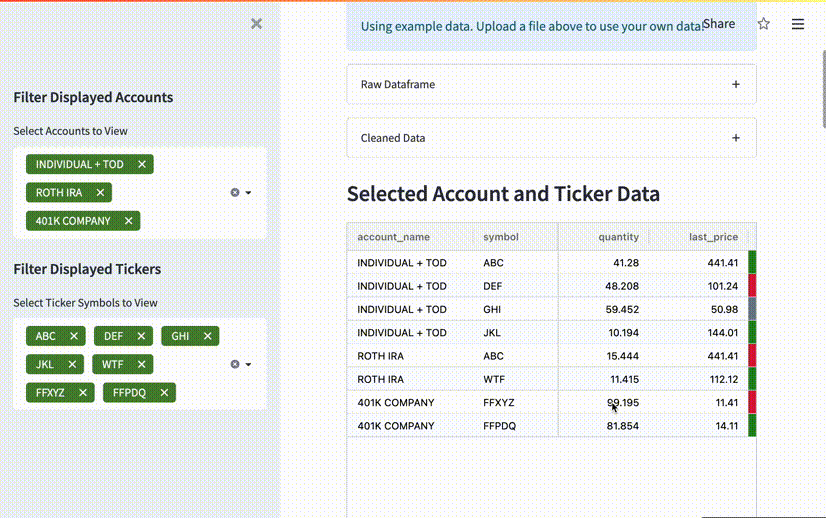 Filter Displayed Accounts
Select Accounts to View
INDIVIDUAL + TOD ×
ROTH IRA ×
401K COMPANY ×
Filter Displayed Tickers
Select Ticker Symbols to View
ABC × DEF × GHI ×
JKL × WTF ×
FFXYZ × FFPDQ ×
Share
Using example data. Upload a file above to use your own data!
Raw Dataframe +
Cleaned Data +
Selected Account and Ticker Data
account_name symbol quantity last_price
INDIVIDUAL + TOD ABC 41.28 441.41
INDIVIDUAL + TOD DEF 48.208 101.24
INDIVIDUAL + TOD GHI 59.452 50.98
INDIVIDUAL + TOD JKL 10.194 144.01
ROTH IRA ABC 15.444 441.41
ROTH IRA WTF 11.415 112.12
401K COMPANY FFXYZ 99.195 11.41
401K COMPANY FFPDQ 81.854 14.11